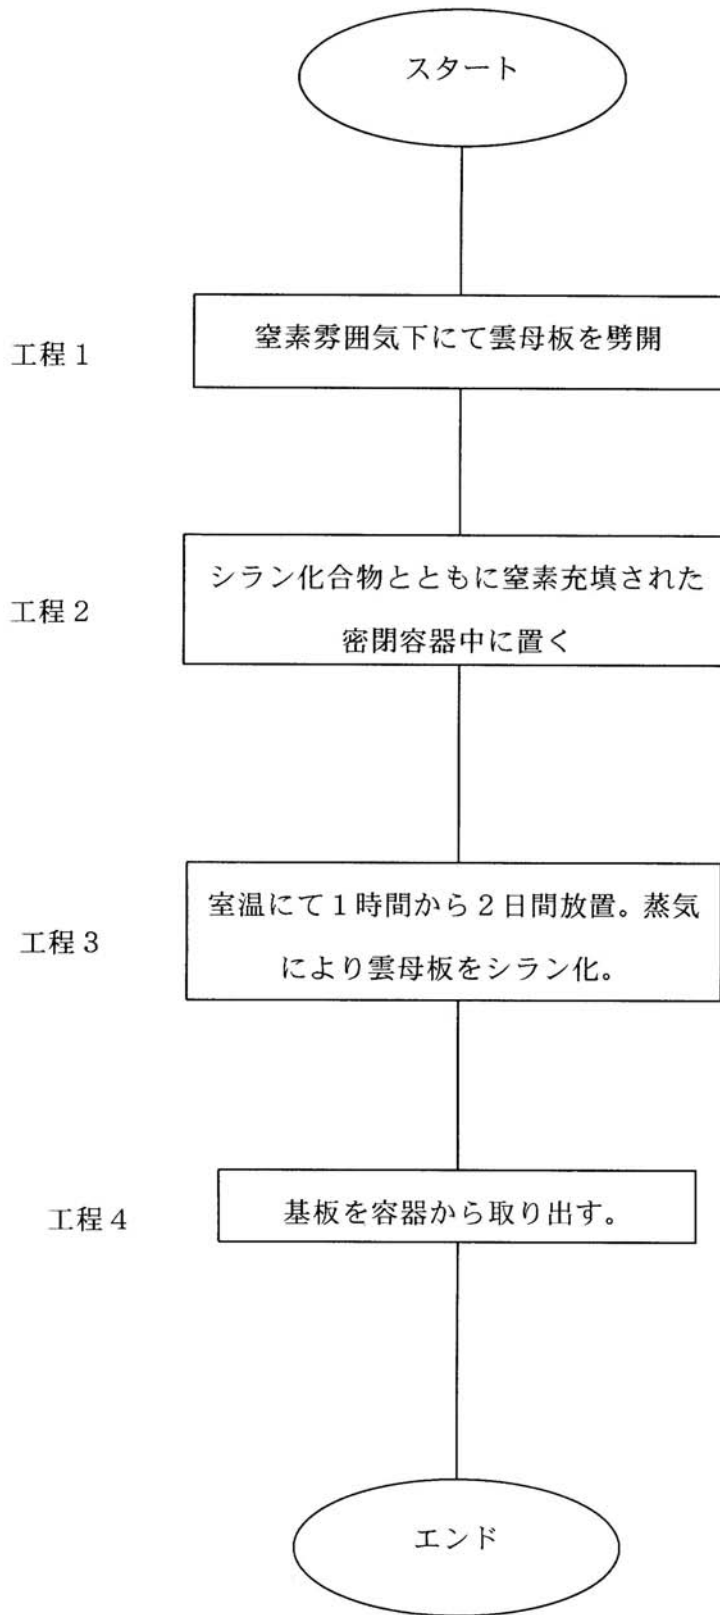 スタート
工程1
窒素雰囲気下にて雲母板を劈開
工程2
シラン化合物とともに窒素充填された
密閉容器中に置く
工程3
室温にて1時間から2日間放置。蒸気
により雲母板をシラン化。
工程4
基板を容器から取り出す。
エンド